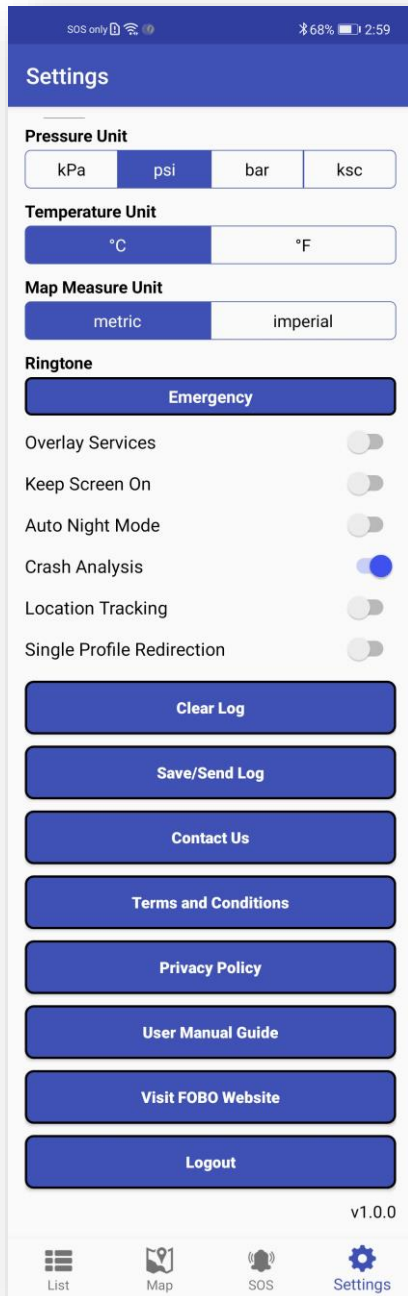 SOS only 68% 2:59
Settings
Pressure Unit
kPa psi bar ksc
Temperature Unit
°C °F
Map Measure Unit
metric imperial
Ringtone
Emergency
Overlay Services
Keep Screen On
Auto Night Mode
Crash Analysis
Location Tracking
Single Profile Redirection
Clear Log
Save/Send Log
Contact Us
Terms and Conditions
Privacy Policy
User Manual Guide
Visit FOBO Website
Logout
v1.0.0
List Map SOS Settings